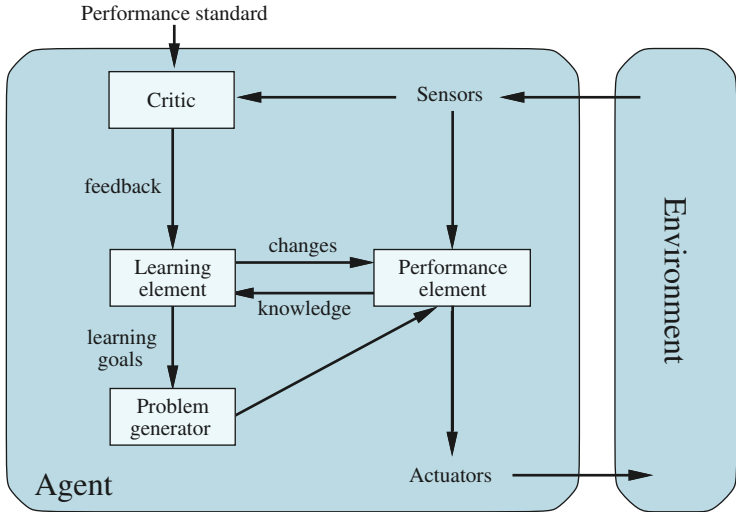 Performance standard
Critic
Sensors
feedback
changes
Learning
element
Performance
element
knowledge
learning
goals
Problem
generator
Actuators
Agent
Environment